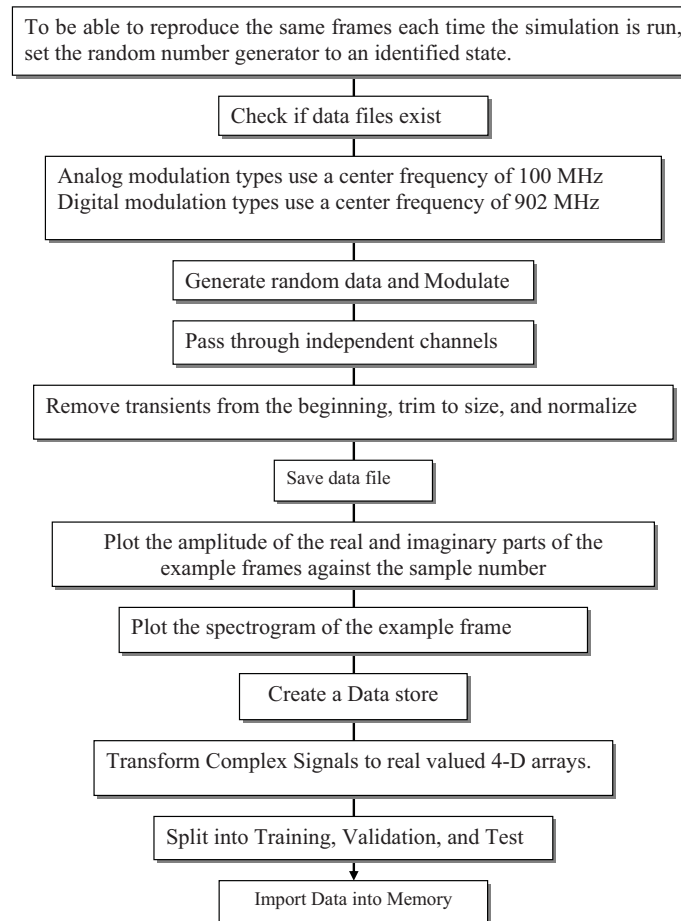 To be able to reproduce the same frames each time the simulation is run,
set the random number generator to an identified state.
Check if data files exist
Analog modulation types use a center frequency of 100 MHz
Digital modulation types use a center frequency of 902 MHz
Generate random data and Modulate
Pass through independent channels
Remove transients from the beginning, trim to size, and normalize
Save data file
Plot the amplitude of the real and imaginary parts of the
example frames against the sample number
Plot the spectrogram of the example frame
Create a Data store
Transform Complex Signals to real valued 4-D arrays.
Split into Training, Validation, and Test
Import Data into Memory